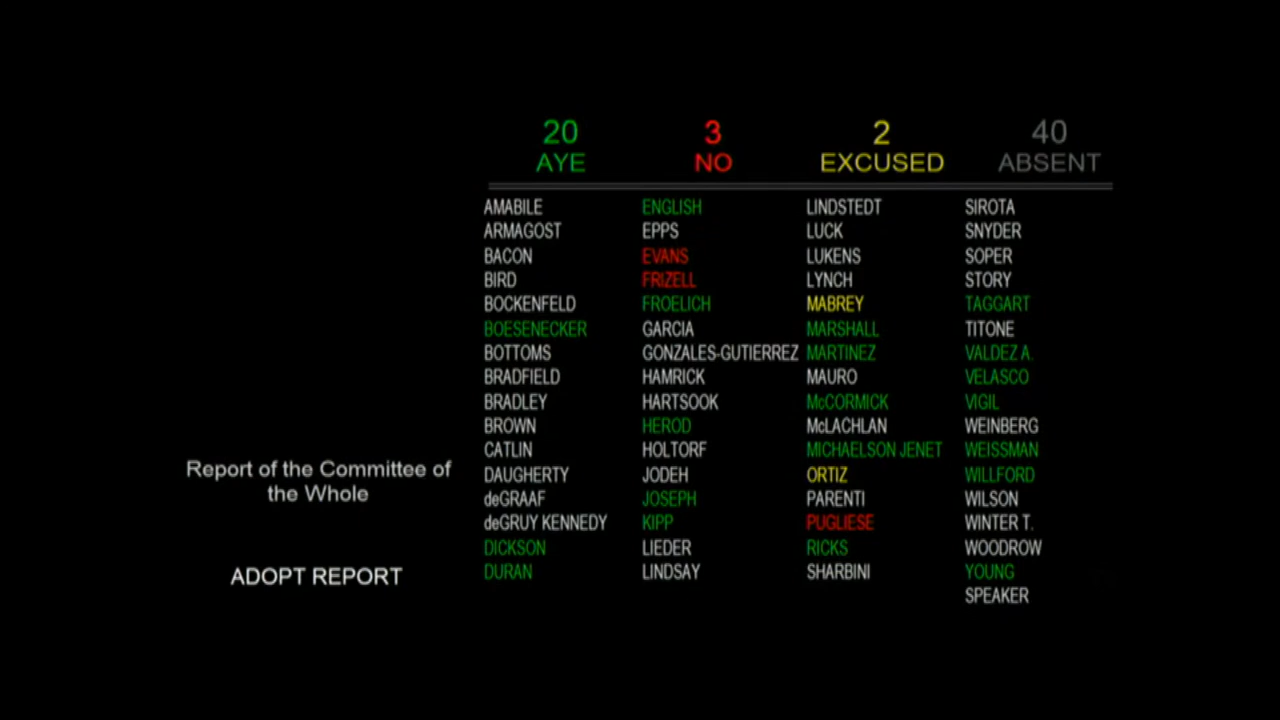 20 3 2 40
AYE NO EXCUSED ABSENT
AMABILE ENGLISH LINDSTEDT SIROTA
ARMAGOST EPPS LUCK SNYDER
BACON EVANS LUKENS SOPER
BIRD FRIZELL LYNCH STORY
BOCKENFELD FROELICH MABREY TAGGART
BOESENECKER GARCIA MARSHALL TITONE
BOTTOMS GONZALES-GUTIERREZ MARTINEZ VALDEZ A.
BRADFIELD HAMRICK MAURO VELASCO
BRADLEY HARTSOOK McCORMICK VIGIL
BROWN HEROD McLACHLAN WEINBERG
CATLIN HOLTORF MICHAELSON JENET WEISSMAN
DAUGHERTY JODEH ORTIZ WILLFORD
deGRAAF JOSEPH PARENTI WILSON
deGRUY KENNEDY KIPP PUGLIESE WINTER T.
DICKSON LIEDER RICKS WOODROW
DURAN LINDSAY SHARBINI YOUNG
SPEAKER
Report of the Committee of
the Whole
ADOPT REPORT